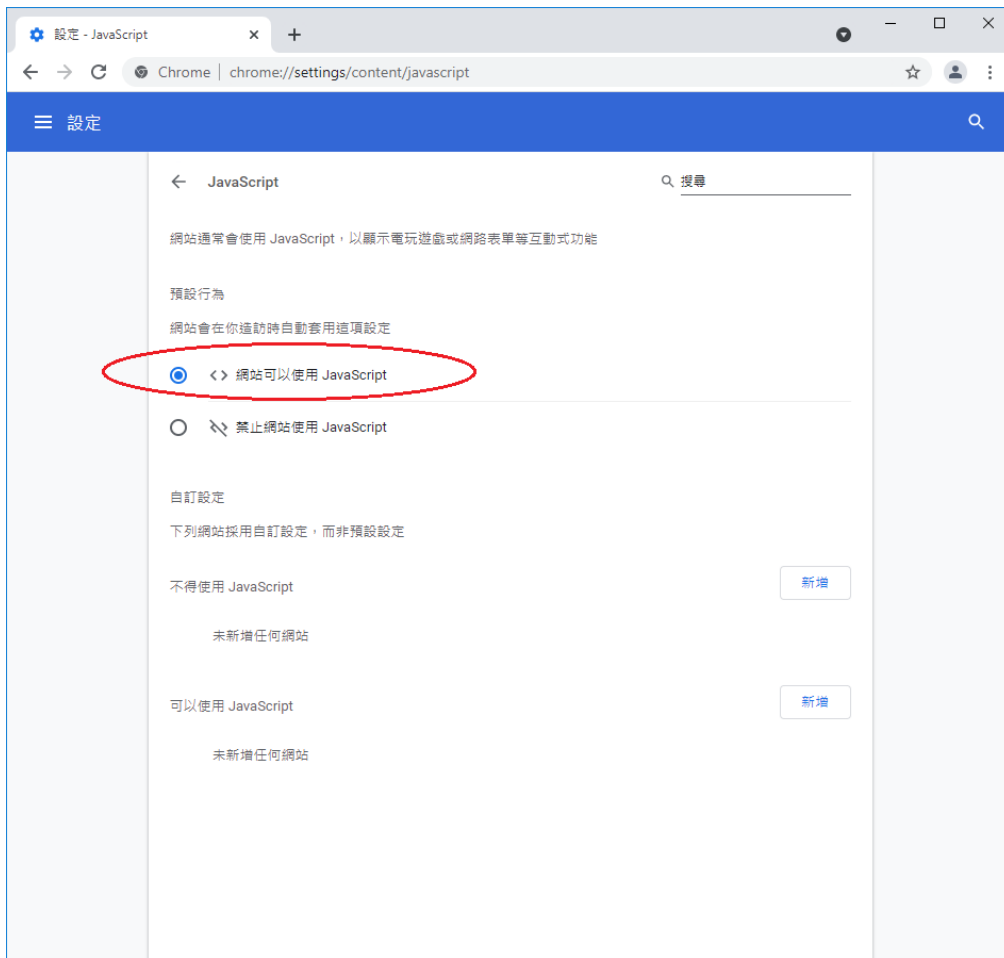 設定 - JavaScript
Chrome | chrome://settings/content/javascript
設定
JavaScript
搜尋
網站通常會使用 JavaScript，以顯示電玩遊戲或網路表單等互動式功能
預設行為
網站會在你造訪時自動套用這項設定
網站可以使用 JavaScript
禁止網站使用 JavaScript
自訂設定
下列網站採用自訂設定，而非預設設定
不得使用 JavaScript
新增
未新增任何網站
可以使用 JavaScript
新增
未新增任何網站